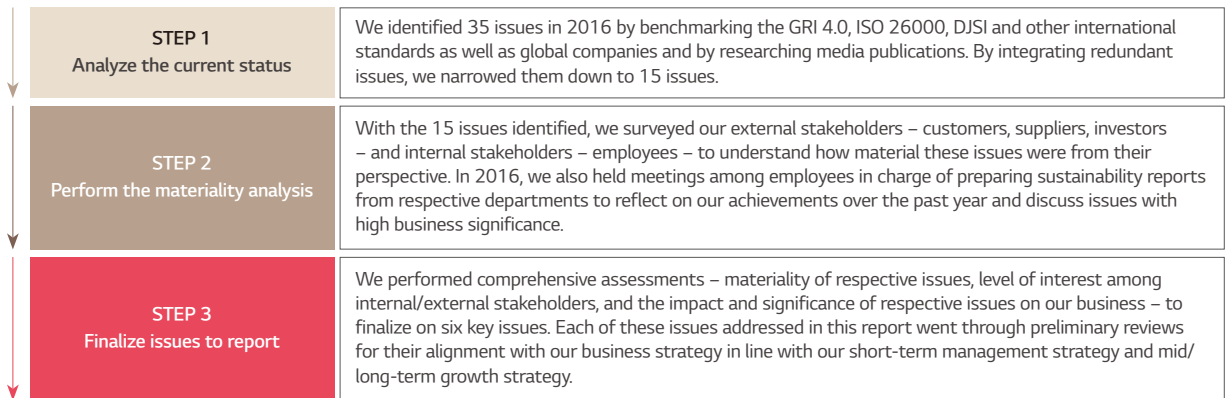 STEP 1
Analyze the current status
We identified 35 issues in 2016 by benchmarking the GRI 4.0, ISO 26000, DJSI and other international
standards as well as global companies and by researching media publications. By integrating redundant
issues, we narrowed them down to 15 issues.
STEP 2
Perform the materiality analysis
With the 15 issues identified, we surveyed our external stakeholders – customers, suppliers, investors
– and internal stakeholders – employees – to understand how material these issues were from their
perspective. In 2016, we also held meetings among employees in charge of preparing sustainability reports
from respective departments to reflect on our achievements over the past year and discuss issues with
high business significance.
STEP 3
Finalize issues to report
We performed comprehensive assessments – materiality of respective issues, level of interest among
internal/external stakeholders, and the impact and significance of respective issues on our business – to
finalize on six key issues. Each of these issues addressed in this report went through preliminary reviews
for their alignment with our business strategy in line with our short-term management strategy and mid/
long-term growth strategy.